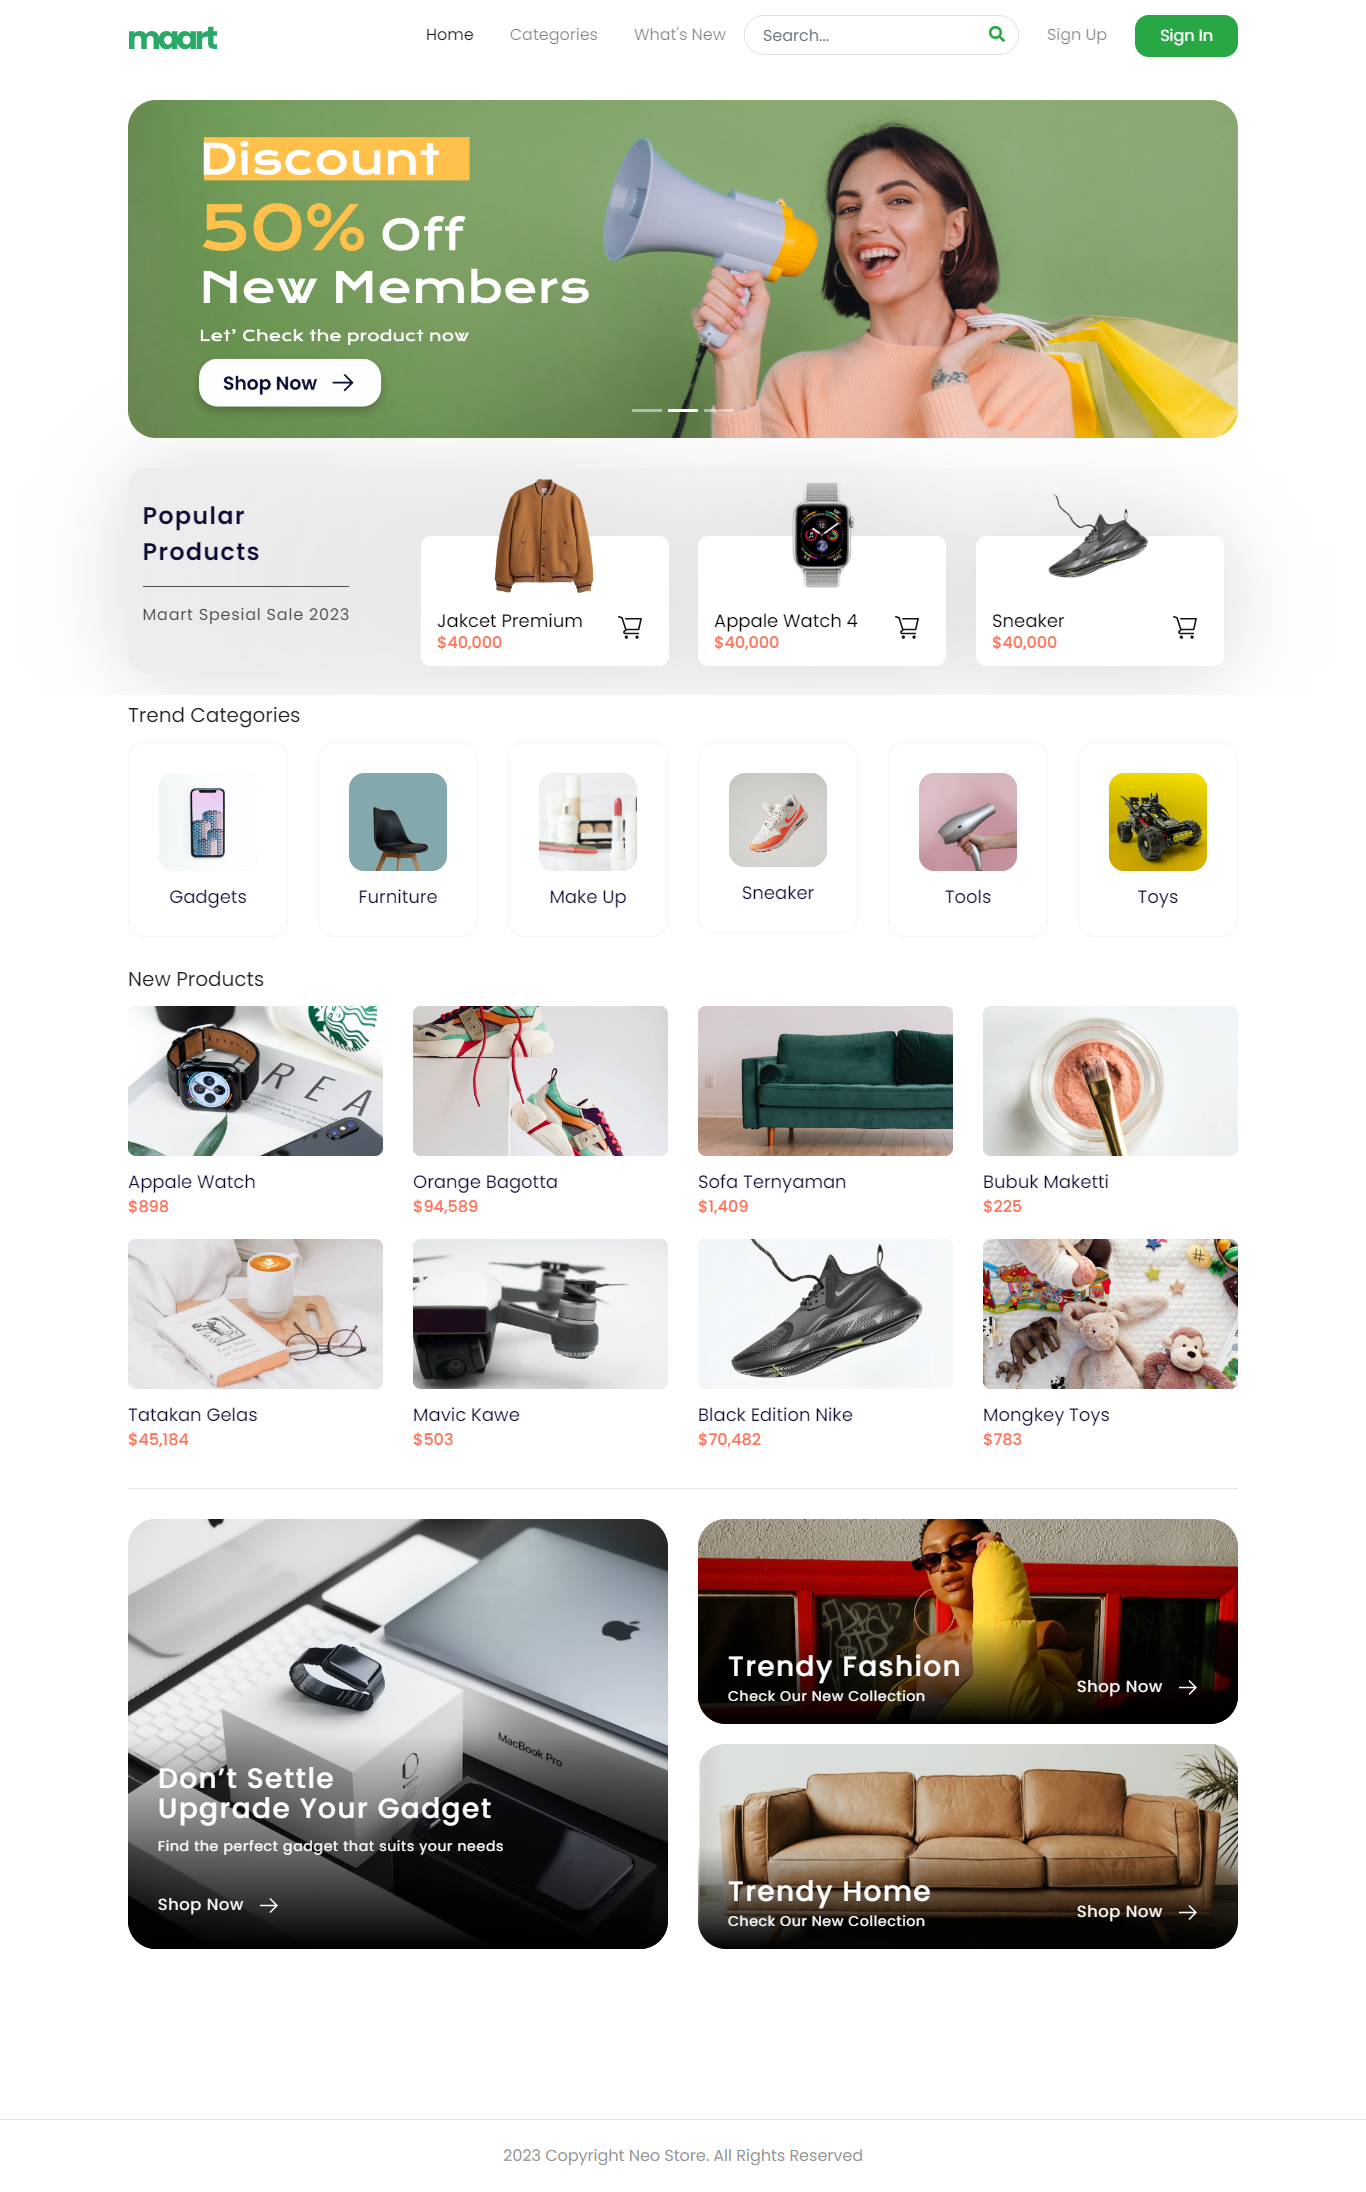 maart
Home
Categories
What's New
Search...
Sign Up
Sign In
Discount
50% Off
New Members
Let' Check the product now
Shop Now
Popular
Products
Maart Spesial Sale 2023
Jakcet Premium
$40,000
Appale Watch 4
$40,000
Sneaker
$40,000
Trend Categories
Gadgets
Furniture
Make Up
Sneaker
Tools
Toys
New Products
REA
Appale Watch
$898
Orange Bagotta
$94,589
Sofa Ternyaman
$1,409
Bubuk Maketti
$225
Tatakan Gelas
$45,184
Mavic Kawe
$503
Black Edition Nike
$70,482
Mongkey Toys
$783
MacBook Pro
Don't Settle
Upgrade Your Gadget
Find the perfect gadget that suits your needs
Shop Now
Trendy Fashion
Check Our New Collection
Shop Now
Trendy Home
Check Our New Collection
Shop Now
2023 Copyright Neo Store. All Rights Reserved